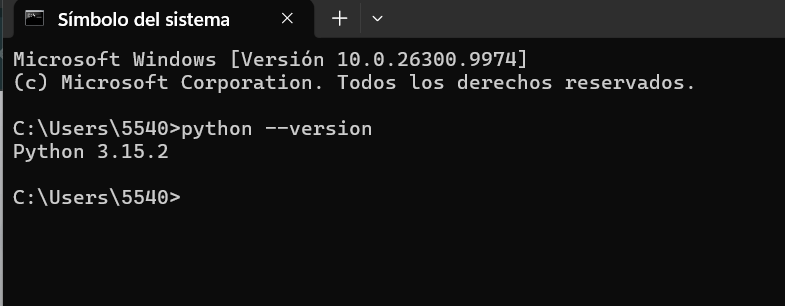 Símbolo del sistema
Microsoft Windows [Versión 10.0.26300.9974]
(c) Microsoft Corporation. Todos los derechos reservados.
C:\Users\5540>python --version
Python 3.15.2
C:\Users\5540>